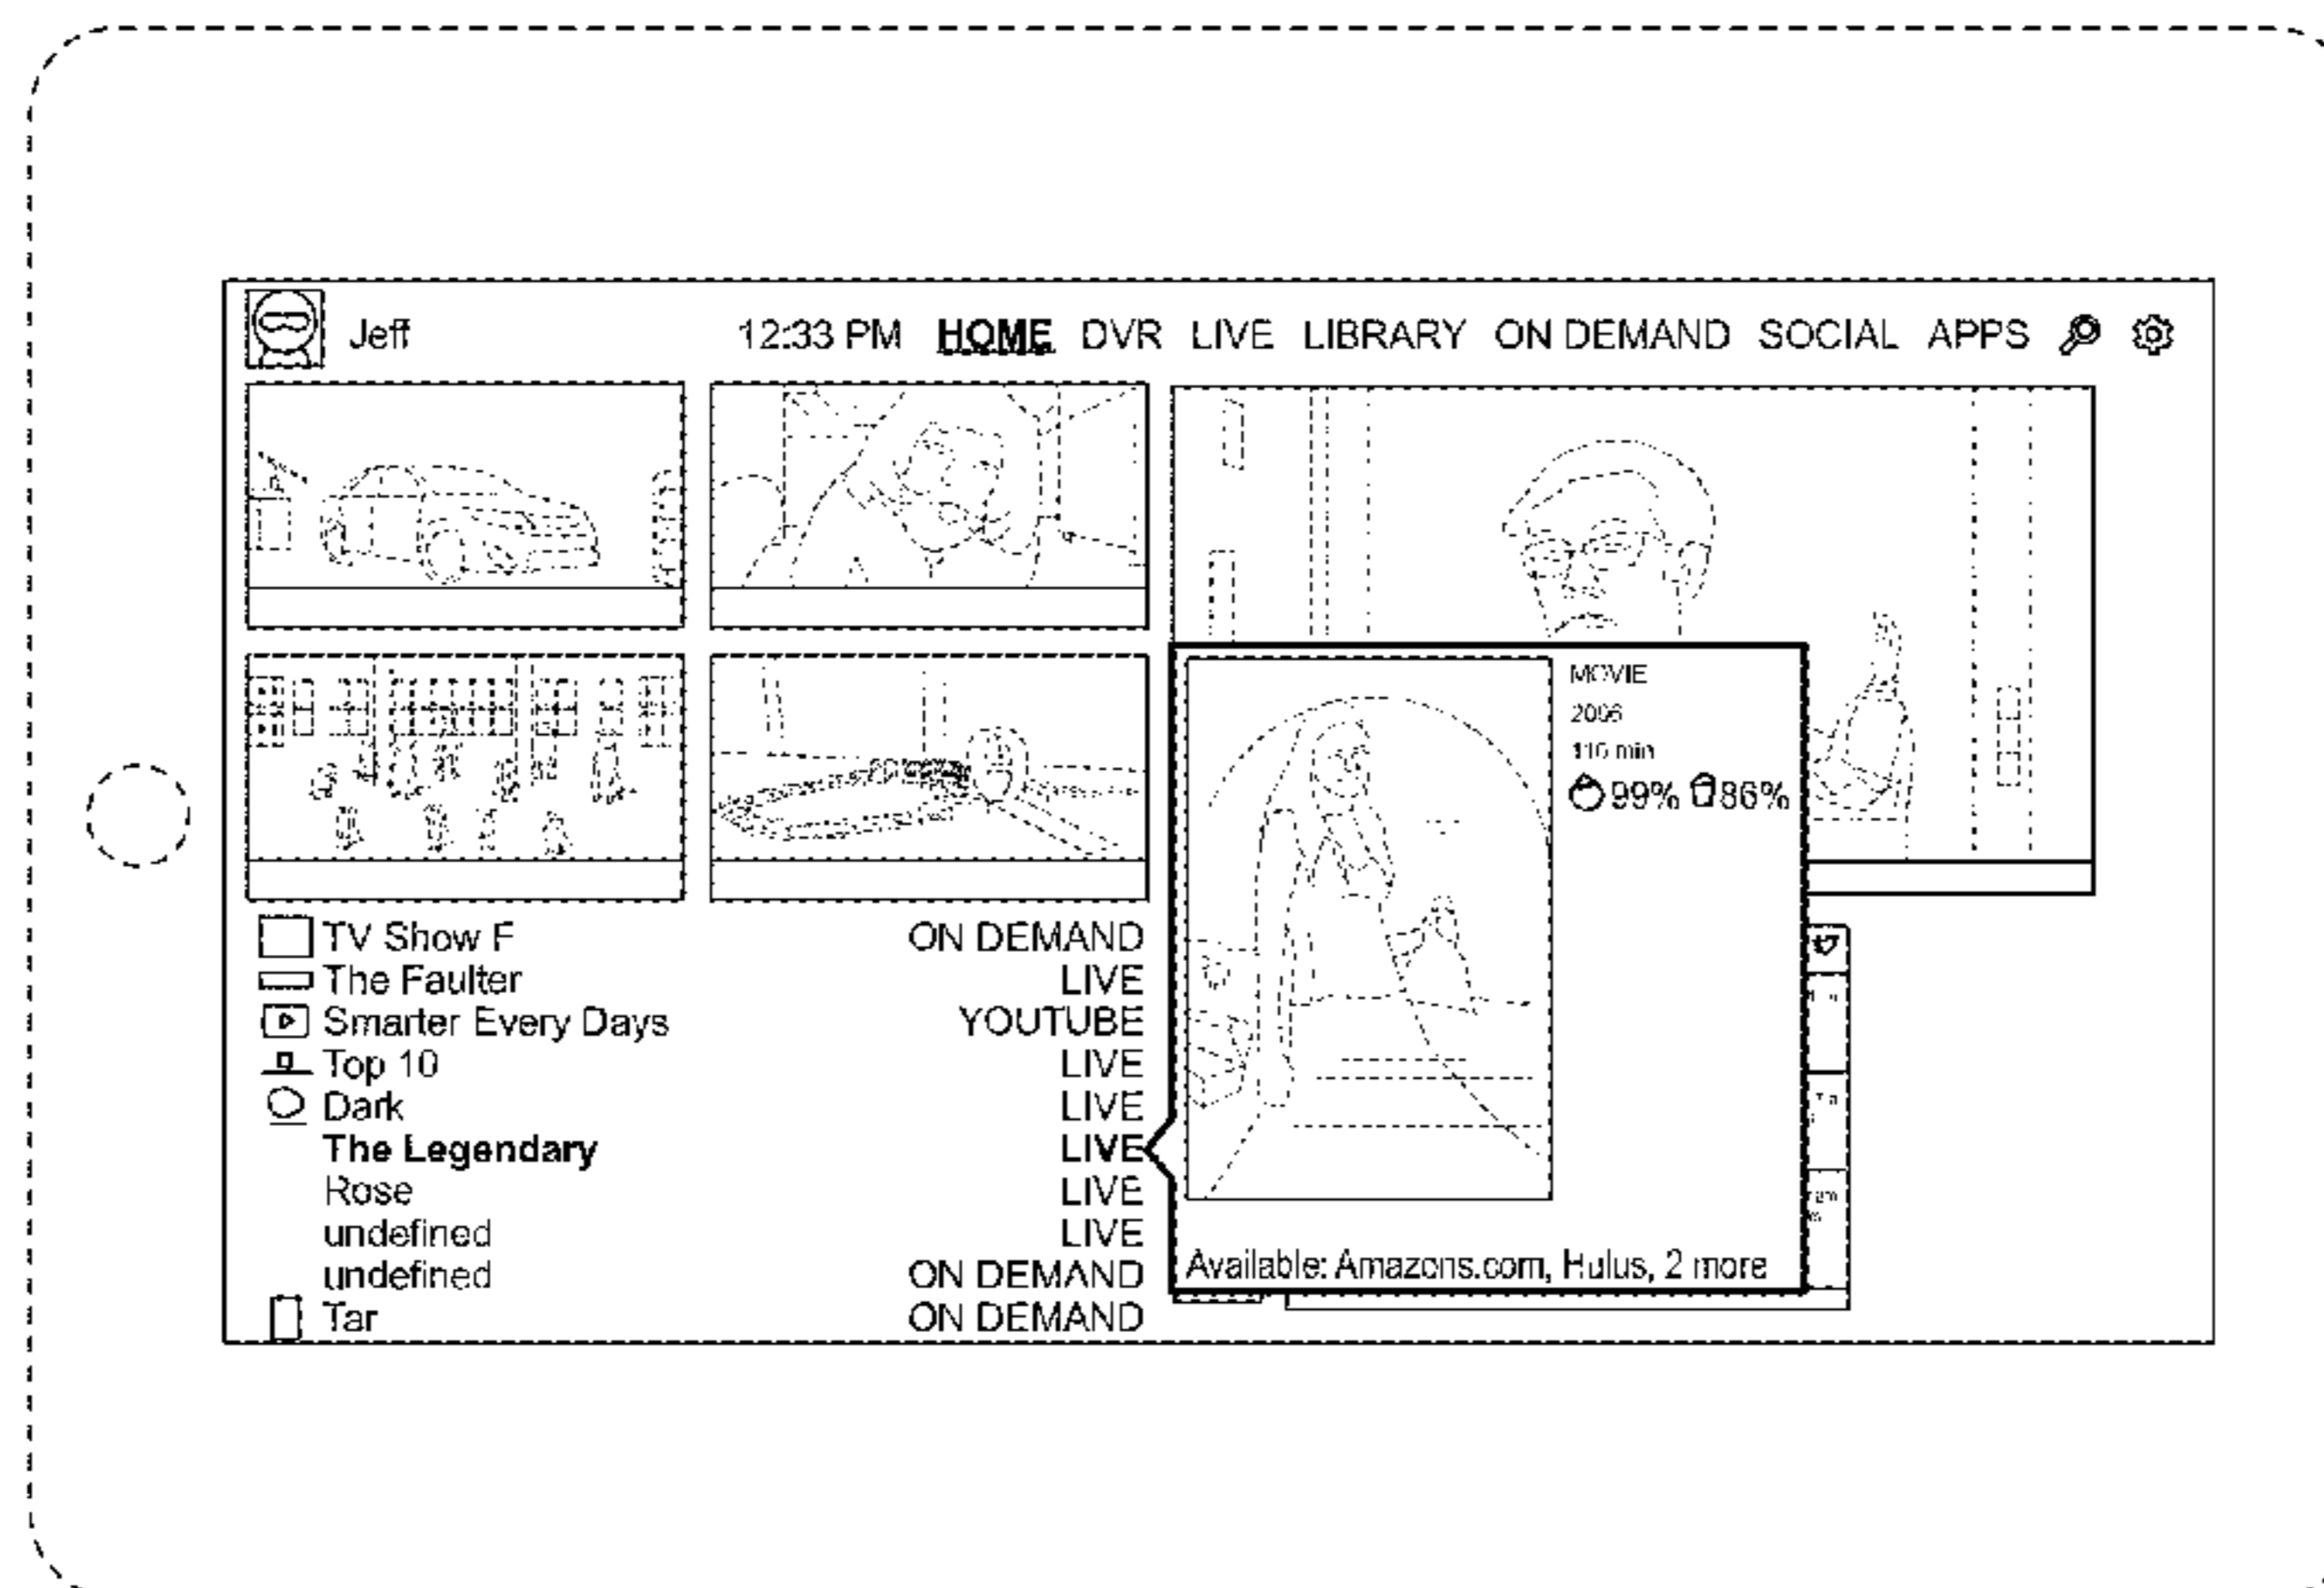 Jeff 12:33 PM HOME DVR LIVE LIBRARY ON DEMAND SOCIAL APPS
MOVIE
2006
min
99% 86%
TV Show F ON DEMAND
The Faulter LIVE
Smarter Every Days YOUTUBE
Top 10 LIVE
Dark LIVE
The Legendary LIVE
Rose LIVE
undefined LIVE
undefined ON DEMAND
Tar ON DEMAND
Available: Amazons.com, Hulus, 2 more